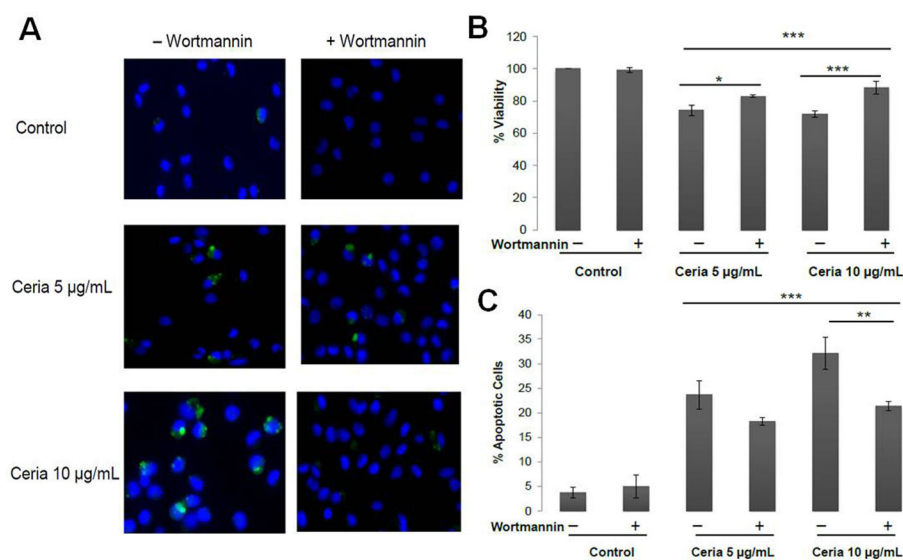 A
– Wortmannin
+ Wortmannin
Control
Ceria 5 µg/mL
Ceria 10 µg/mL
B
% Viability
120
100
80
60
40
20
0
***
*
***
Wortmannin – + – + – +
Control Ceria 5 µg/mL Ceria 10 µg/mL
C
% Apoptotic Cells
40
35
30
25
20
15
10
5
0
***
**
Wortmannin – + – + – +
Control Ceria 5 µg/mL Ceria 10 µg/mL